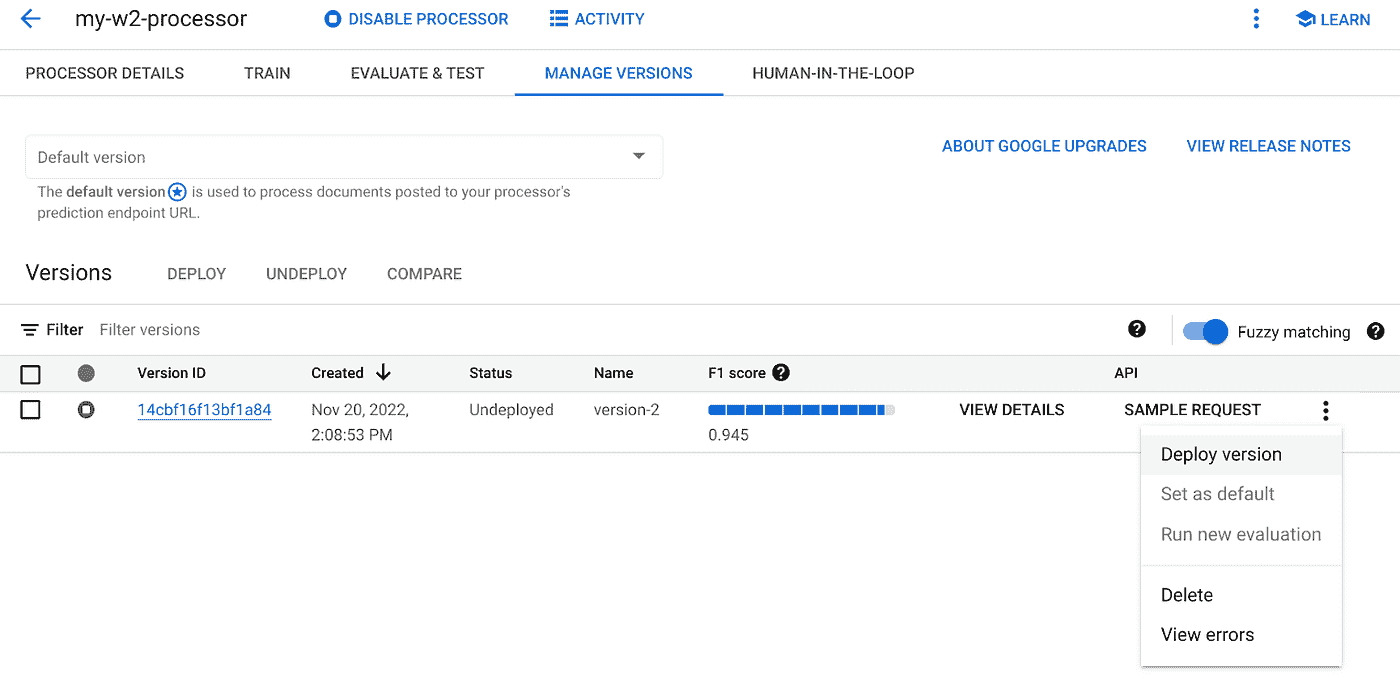 my-w2-processor
DISABLE PROCESSOR
ACTIVITY
LEARN
PROCESSOR DETAILS
TRAIN
EVALUATE & TEST
MANAGE VERSIONS
HUMAN-IN-THE-LOOP
Default version
ABOUT GOOGLE UPGRADES
VIEW RELEASE NOTES
The default version is used to process documents posted to your processor's
prediction endpoint URL.
Versions
DEPLOY
UNDEPLOY
COMPARE
Filter
Filter versions
Fuzzy matching
Version ID
Created
Status
Name
F1 score
API
14cbf16f13bf1a84
Nov 20, 2022,
2:08:53 PM
Undeployed
version-2
0.945
VIEW DETAILS
SAMPLE REQUEST
Deploy version
Set as default
Run new evaluation
Delete
View errors